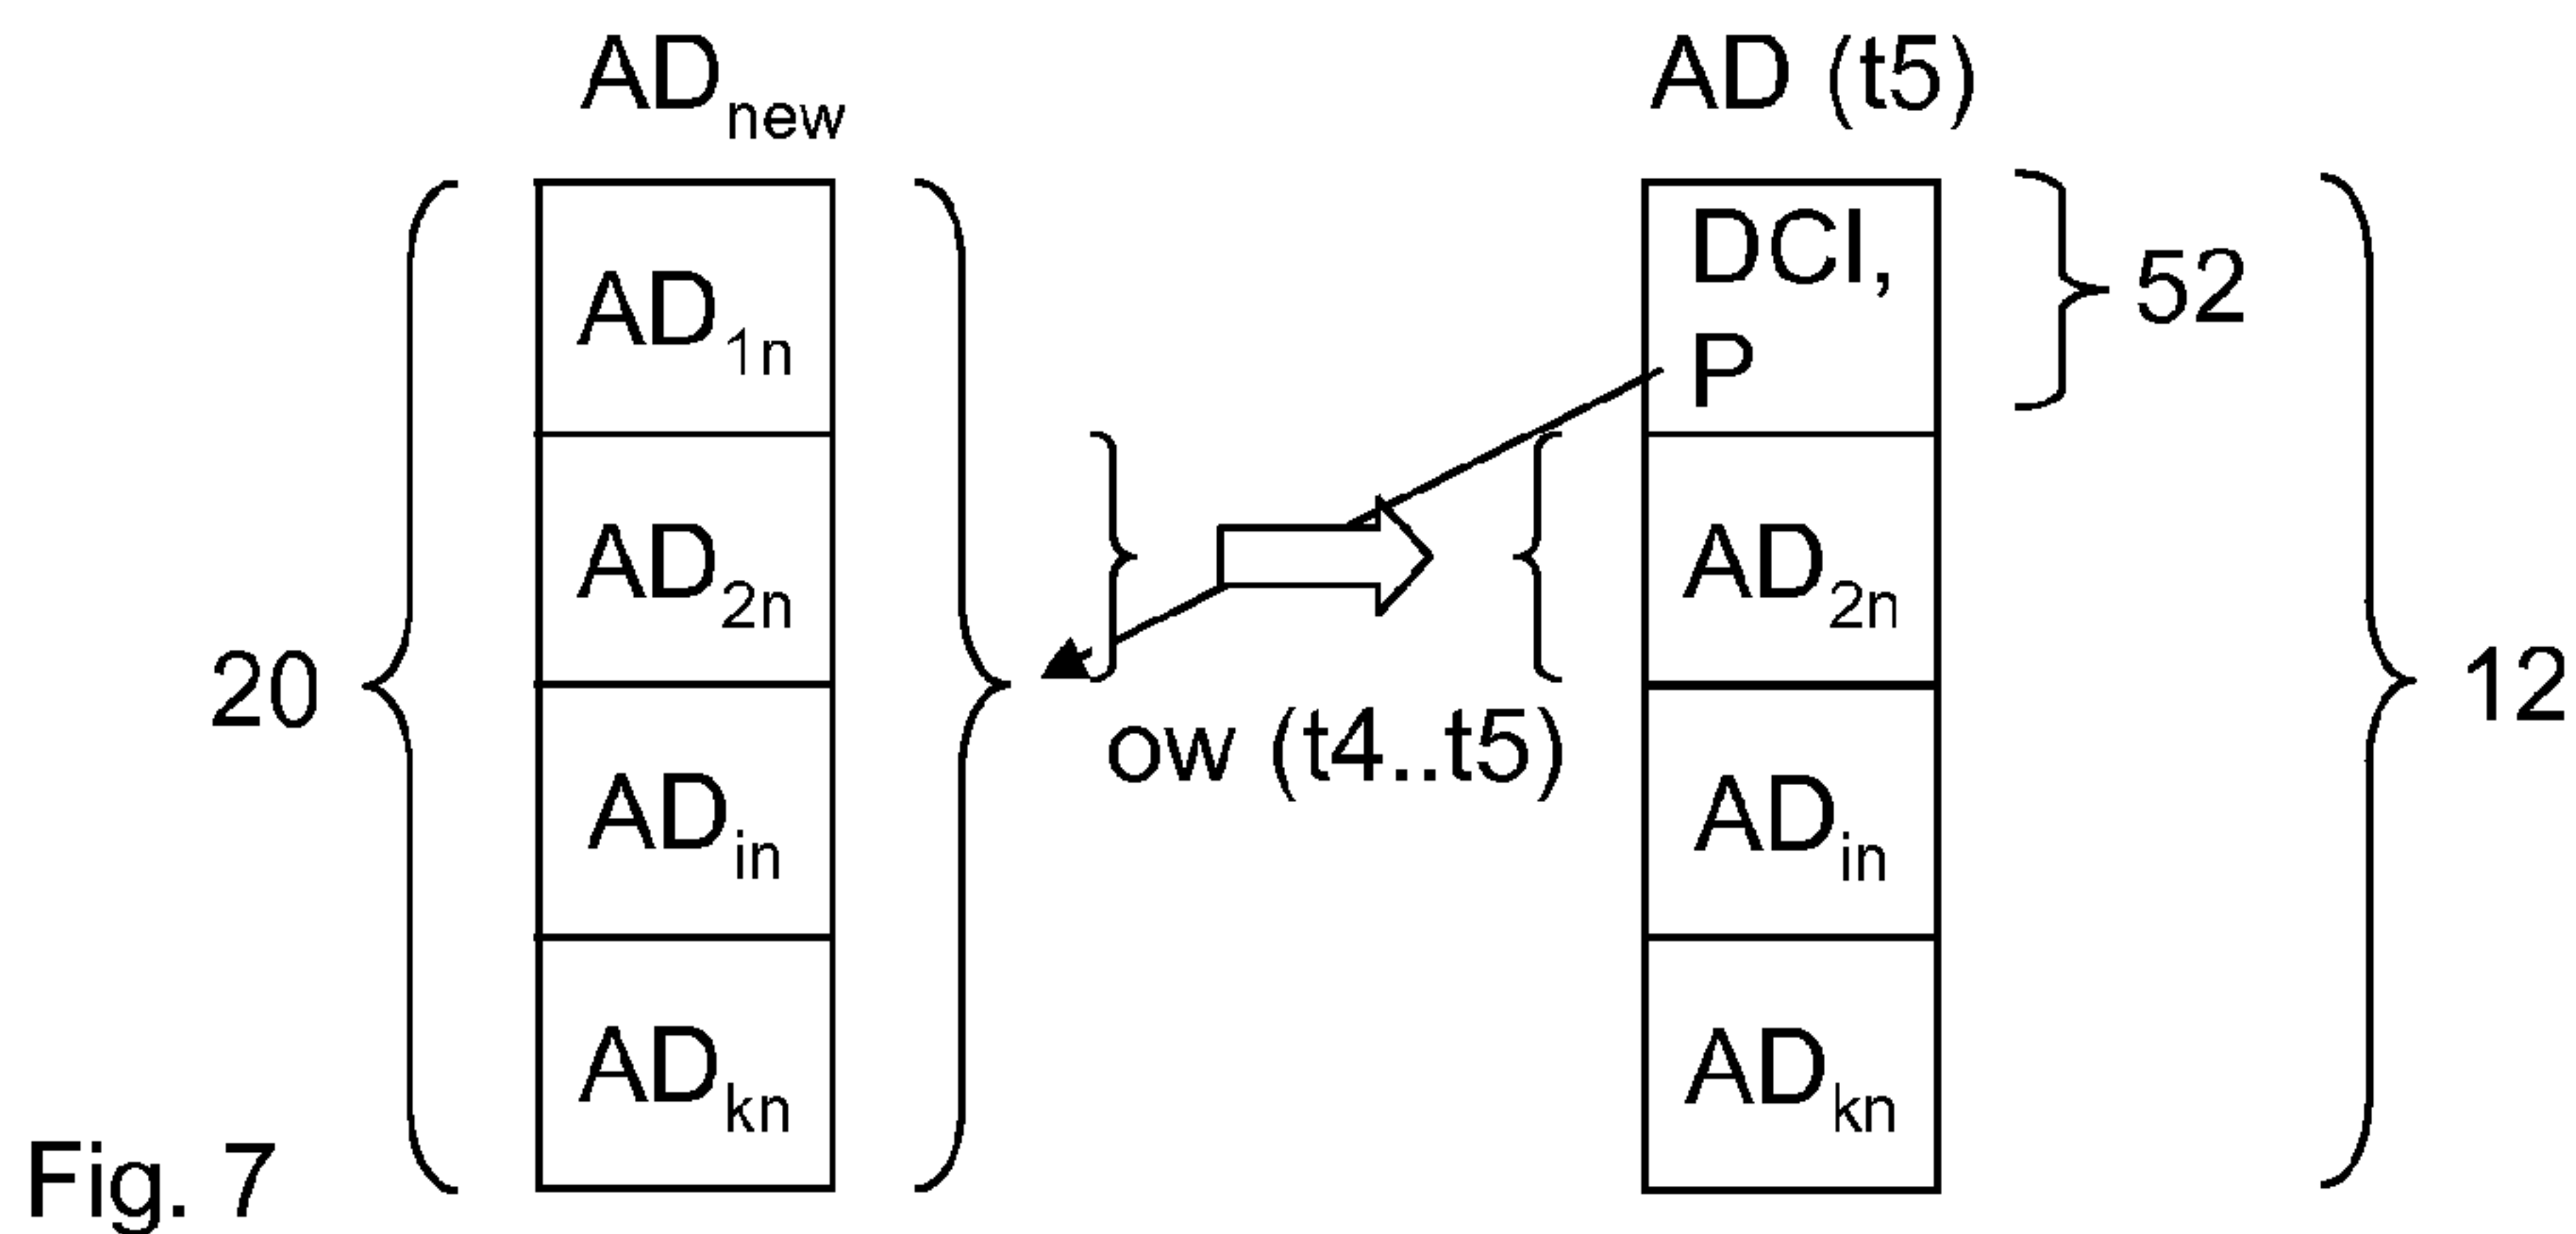 AD_new AD (t5)
AD_1n DCI, P 52
AD_2n AD_2n
20 ow (t4..t5) 12
AD_in AD_in
AD_kn AD_kn
Fig. 7